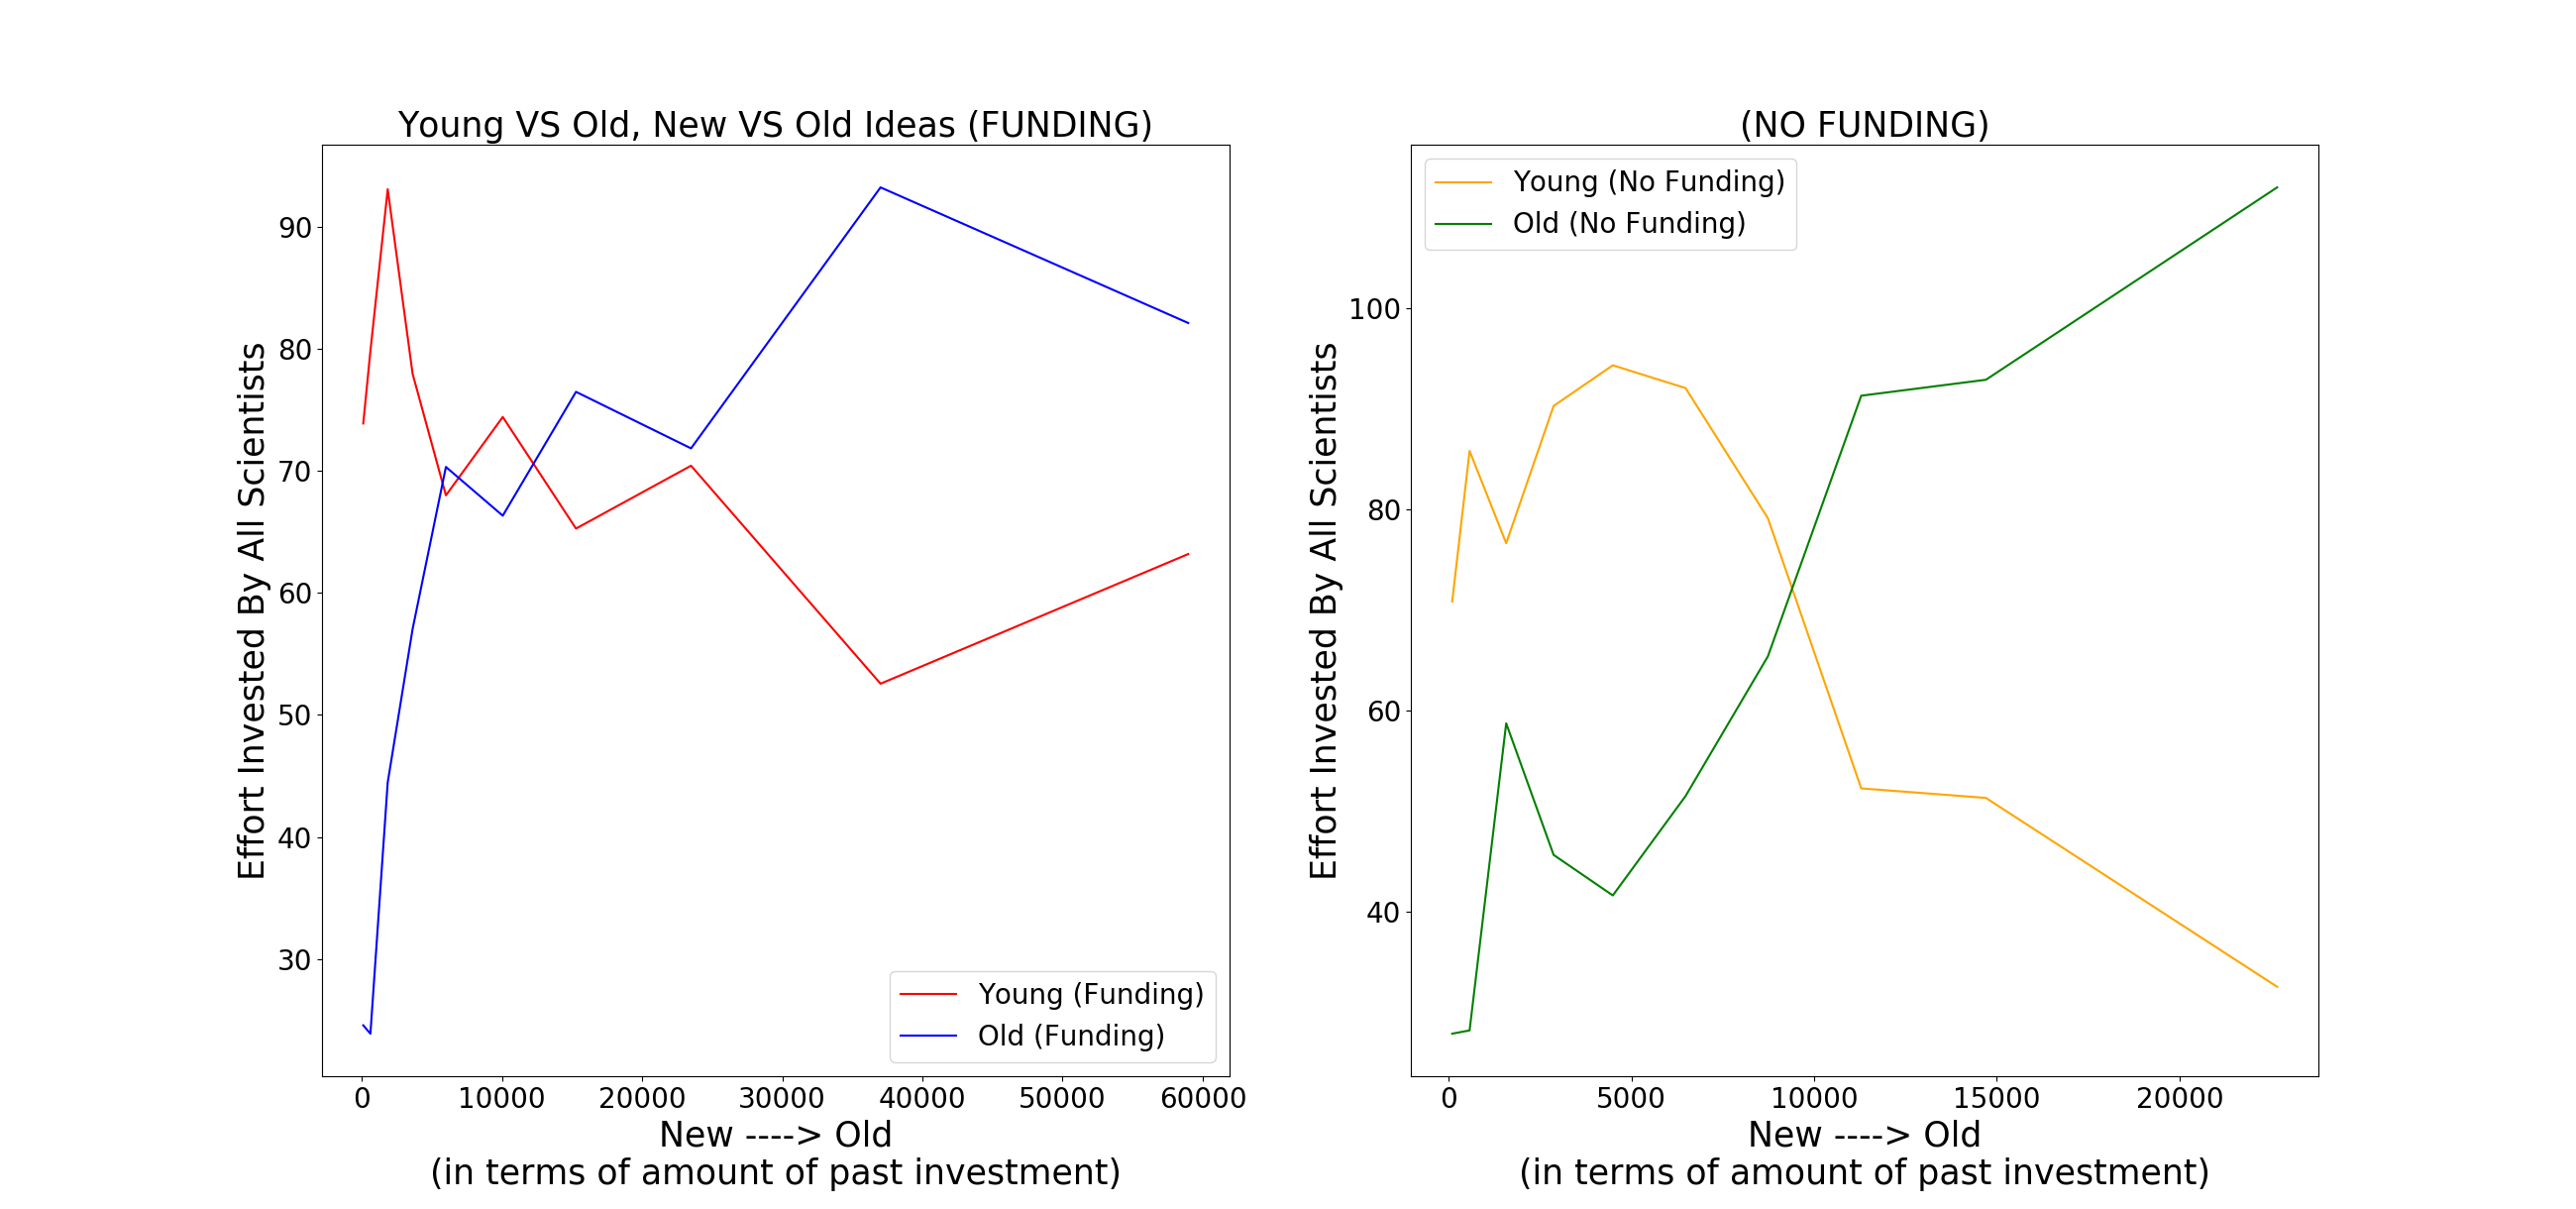 Young VS Old, New VS Old Ideas (FUNDING)
Effort Invested By All Scientists
90
80
70
60
50
40
30
Young (Funding)
Old (Funding)
0 10000 20000 30000 40000 50000 60000
New ----> Old
(in terms of amount of past investment)
(NO FUNDING)
Young (No Funding)
Old (No Funding)
Effort Invested By All Scientists
100
80
60
40
0 5000 10000 15000 20000
New ----> Old
(in terms of amount of past investment)